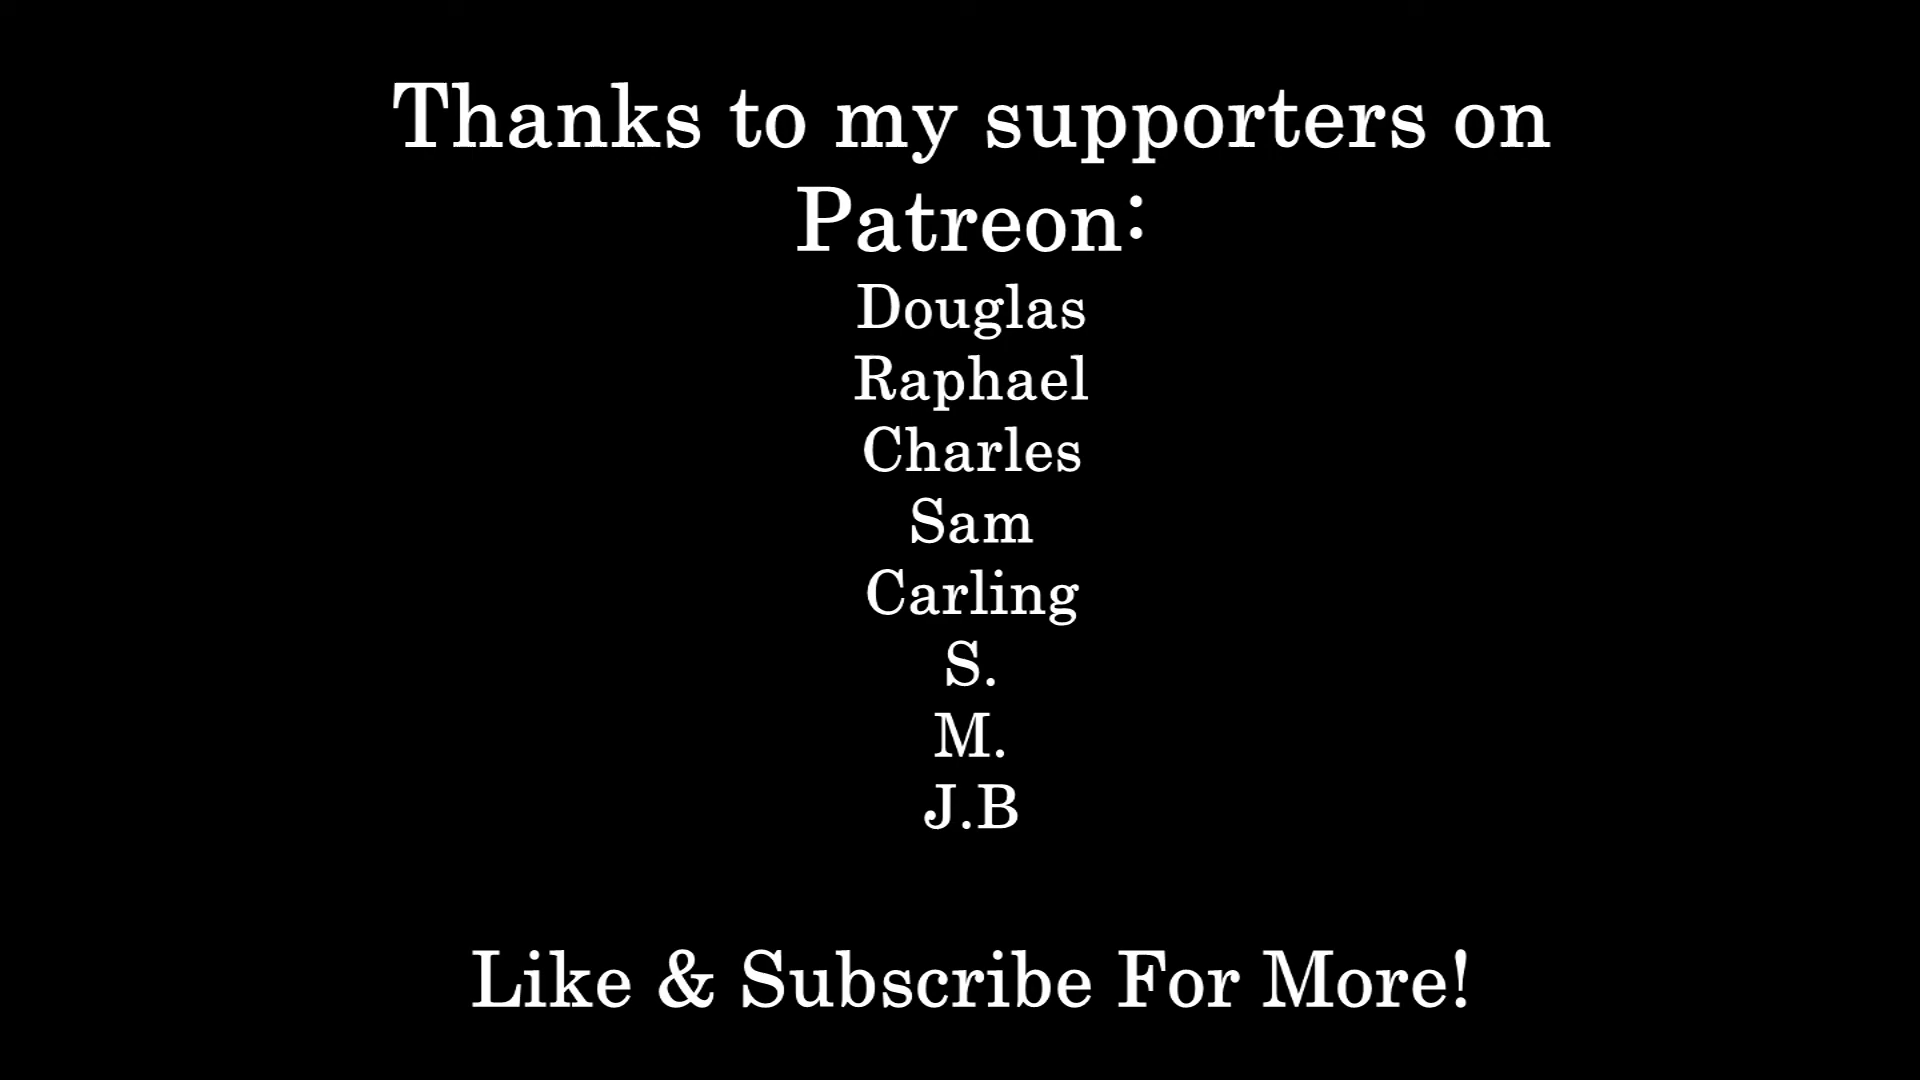 Thanks to my supporters on
Patreon:
Douglas
Raphael
Charles
Sam
Carling
S.
M.
J.B
Like & Subscribe For More!